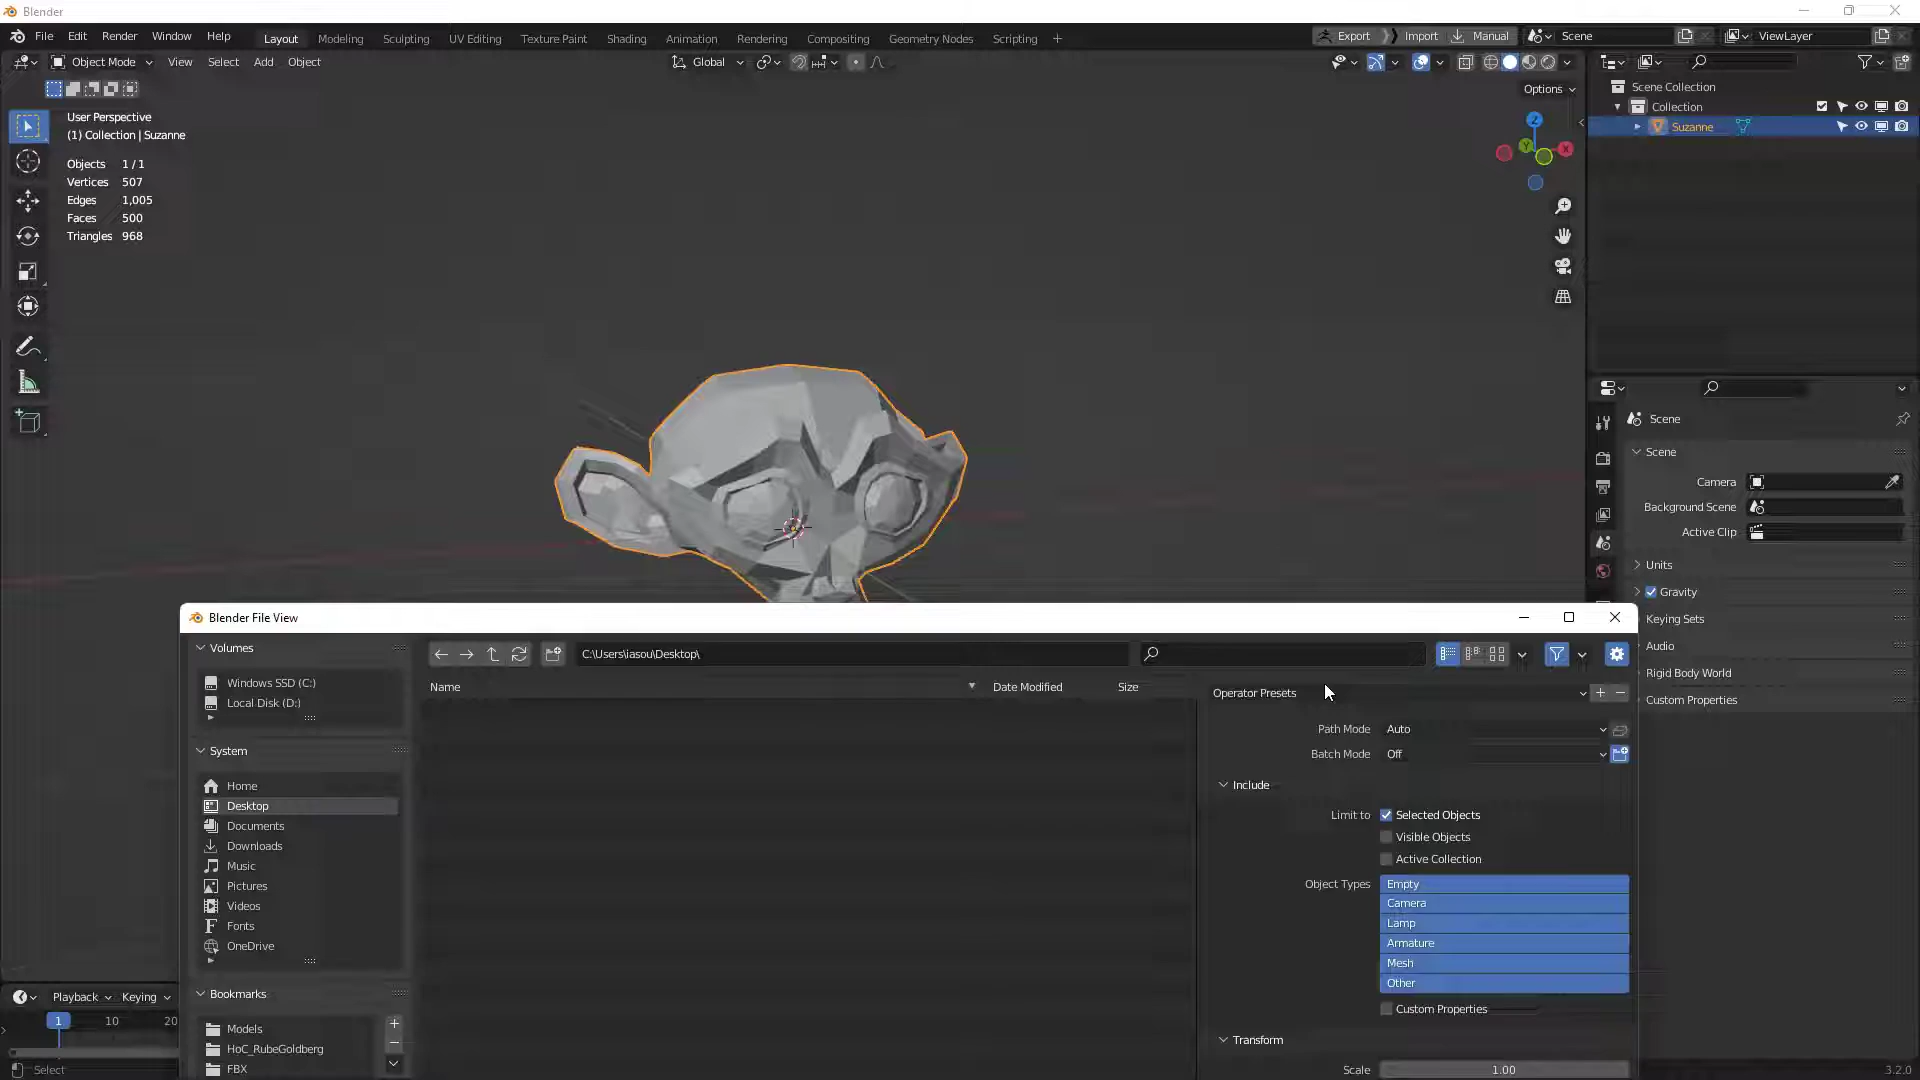 Blender
File Edit Render Window Help
Layout Modeling Sculpting UV Editing Texture Paint Shading Animation Rendering Compositing Geometry Nodes Scripting +
Export Import Manual Scene ViewLayer
Object Mode View Select Add Object
Global
Options
User Perspective
(1) Collection | Suzanne
Objects 1 / 1
Vertices 507
Edges 1,005
Faces 500
Triangles 968
Z
Y
X
Scene Collection
Collection
Suzanne
Scene
Scene
Camera
Background Scene
Active Clip
Units
Gravity
Keying Sets
Audio
Rigid Body World
Custom Properties
Blender File View
Volumes
Windows SSD (C:)
Local Disk (D:)
System
Home
Desktop
Documents
Downloads
Music
Pictures
Videos
Fonts
OneDrive
Bookmarks
Models
HoC_RubeGoldberg
FBX
C:\Users\iasou\Desktop\
Name Date Modified Size
Operator Presets
Path Mode Auto
Batch Mode Off
Include
Limit to Selected Objects
Visible Objects
Active Collection
Object Types Empty
Camera
Lamp
Armature
Mesh
Other
Custom Properties
Transform
Scale 1.00
Playback Keying
1 10 20
Select
3.2.0